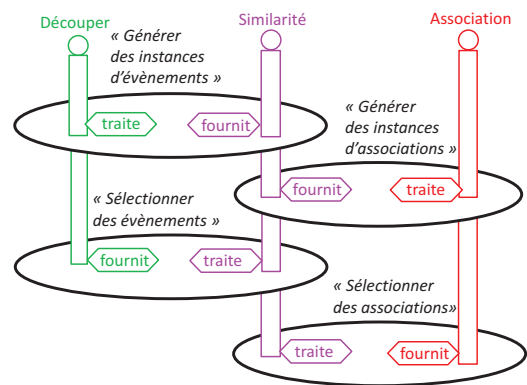 Découper
Similarité
Association
« Générer
des instances
d'évènements »
traite
fournit
« Générer
des instances
d'associations »
fournit
traite
« Sélectionner
des évènements »
fournit
traite
« Sélectionner
des associations»
traite
fournit